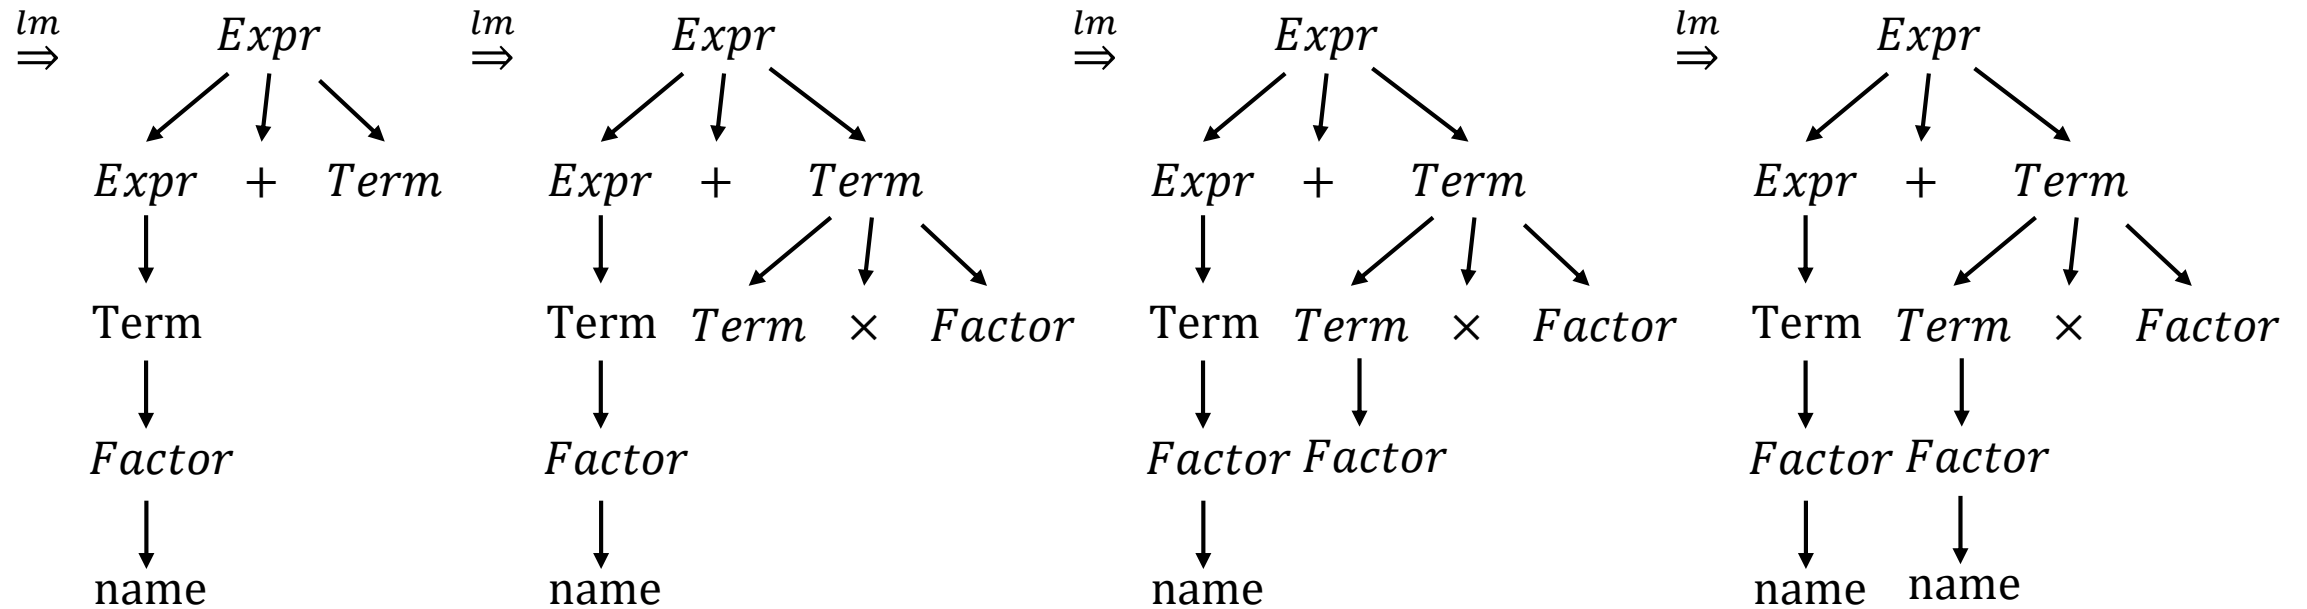 lm ⇒ Expr lm ⇒ Expr lm ⇒ Expr lm ⇒ Expr
Expr + Term Expr + Term Expr + Term Expr + Term
Term Term Term × Factor Term Term × Factor Term Term × Factor
Factor Factor Factor Factor Factor Factor
name name name name name